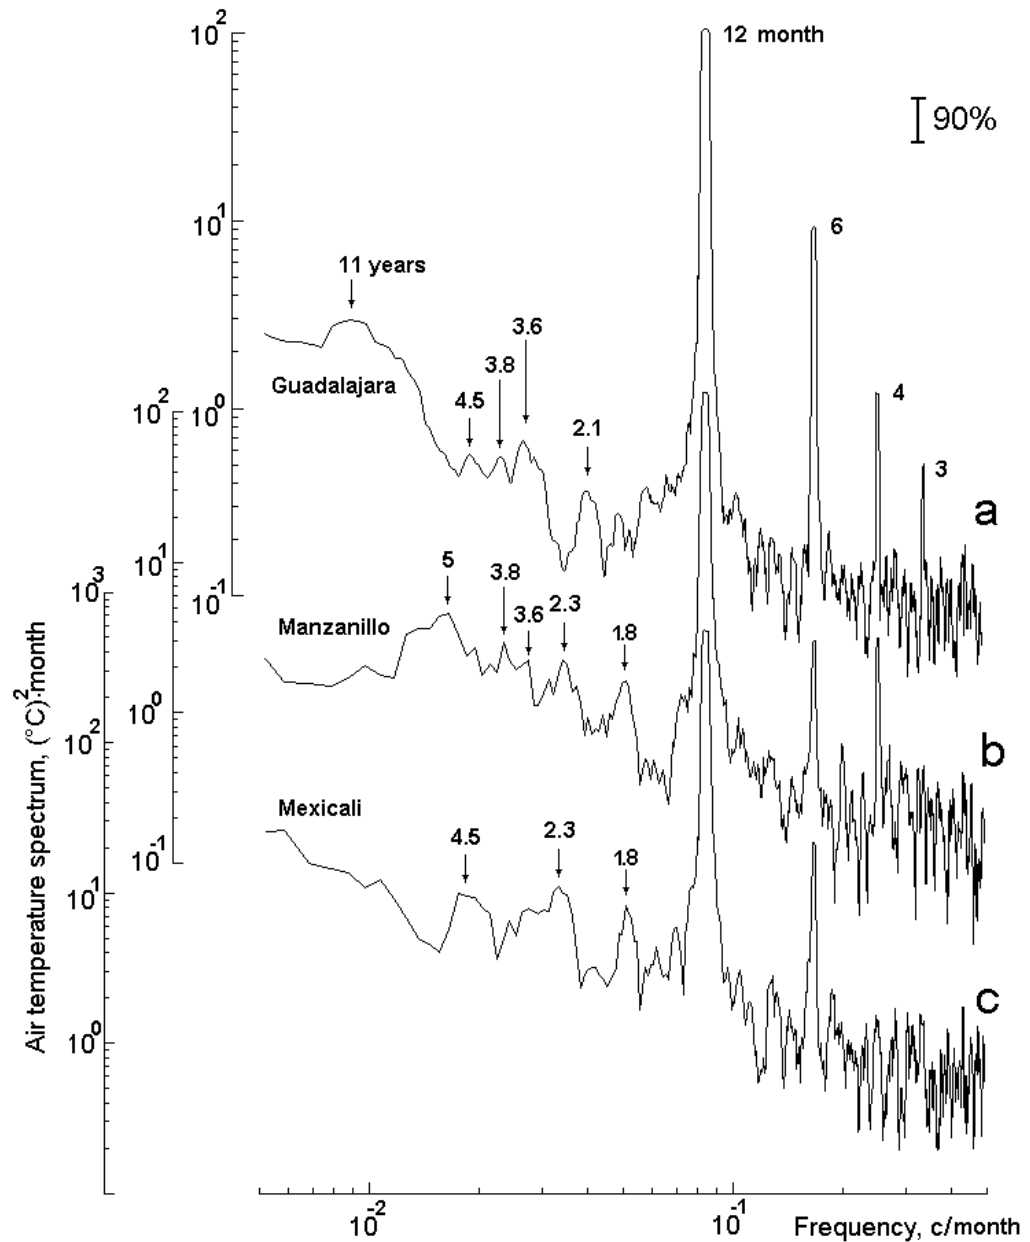 10² 12 month
90%
10¹ 6
11 years
3.6
3.8
Guadalajara 4
10² 10⁰ 4.5
2.1
3
a
5
10¹ 3.8
10³ 10⁻¹ 3.6 2.3
Manzanillo 1.8
10⁰
10² b
Mexicali
4.5 2.3
10⁻¹ 1.8
10¹
c
10⁰
Air temperature spectrum, (°C)²·month
10⁻² 10⁻¹ Frequency, c/month